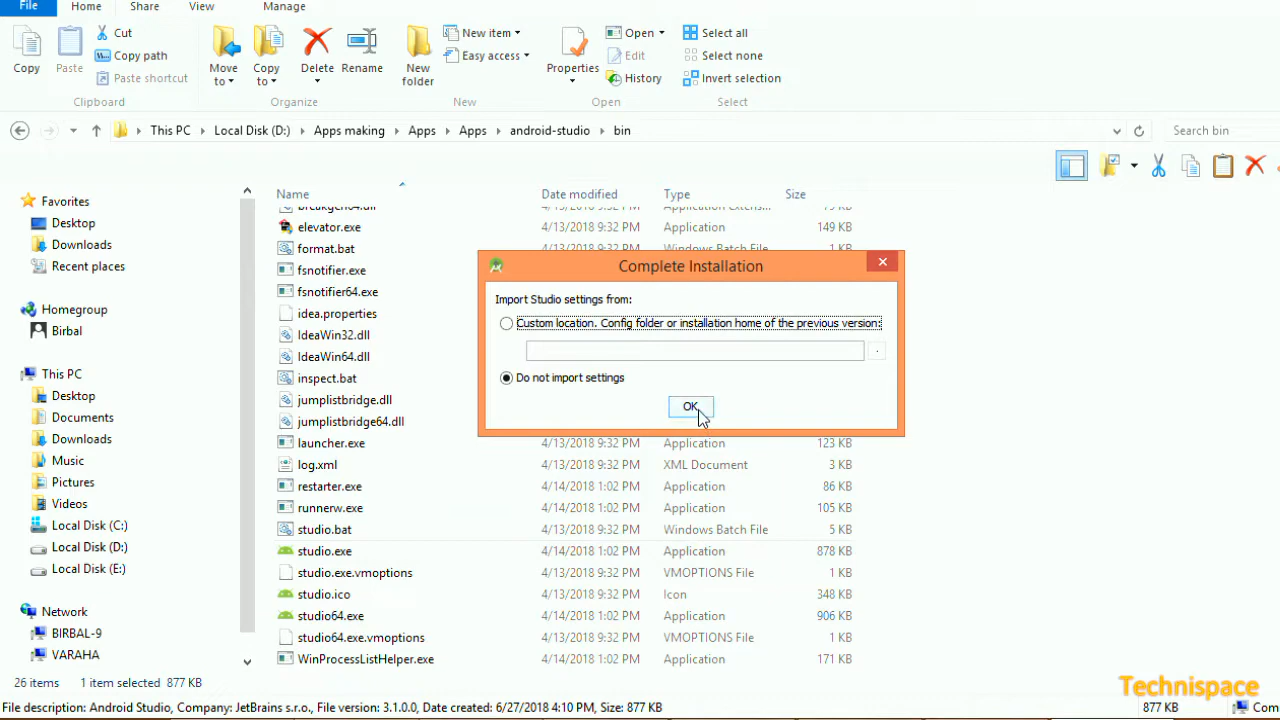 File
Home
Share
View
Manage
Copy
Paste
Cut
Copy path
Paste shortcut
Clipboard
Move to
Copy to
Delete
Rename
Organize
New folder
New item
Easy access
New
Properties
Open
Edit
History
Open
Select all
Select none
Invert selection
Select
This PC
Local Disk (D:)
Apps making
Apps
Apps
android-studio
bin
Search bin
Favorites
Desktop
Downloads
Recent places
Homegroup
Birbal
This PC
Desktop
Documents
Downloads
Music
Pictures
Videos
Local Disk (C:)
Local Disk (D:)
Local Disk (E:)
Network
BIRBAL-9
VARAHA
Name Date modified Type Size
elevator.exe 4/13/2018 9:32 PM Application 149 KB
format.bat 4/13/2018 9:32 PM Windows Batch File 1 KB
fsnotifier.exe
fsnotifier64.exe
idea.properties
IdeaWin32.dll
IdeaWin64.dll
inspect.bat
jumplistbridge.dll
jumplistbridge64.dll
launcher.exe 4/13/2018 9:32 PM Application 123 KB
log.xml 4/13/2018 9:32 PM XML Document 3 KB
restarter.exe 4/14/2018 1:02 PM Application 86 KB
runnerw.exe 4/14/2018 1:02 PM Application 105 KB
studio.bat 4/13/2018 9:32 PM Windows Batch File 5 KB
studio.exe 4/14/2018 1:02 PM Application 878 KB
studio.exe.vmoptions 4/13/2018 9:32 PM VMOPTIONS File 1 KB
studio.ico 4/13/2018 9:32 PM Icon 348 KB
studio64.exe 4/14/2018 1:02 PM Application 906 KB
studio64.exe.vmoptions 4/13/2018 9:32 PM VMOPTIONS File 1 KB
WinProcessListHelper.exe 4/14/2018 1:02 PM Application 171 KB
Complete Installation
Import Studio settings from:
Custom location. Config folder or installation home of the previous version:
Do not import settings
OK
26 items 1 item selected 877 KB
Technispace
File description: Android Studio, Company: JetBrains s.r.o., File version: 3.1.0.0, Date created: 6/27/2018 4:10 PM, Size: 877 KB
877 KB
Com